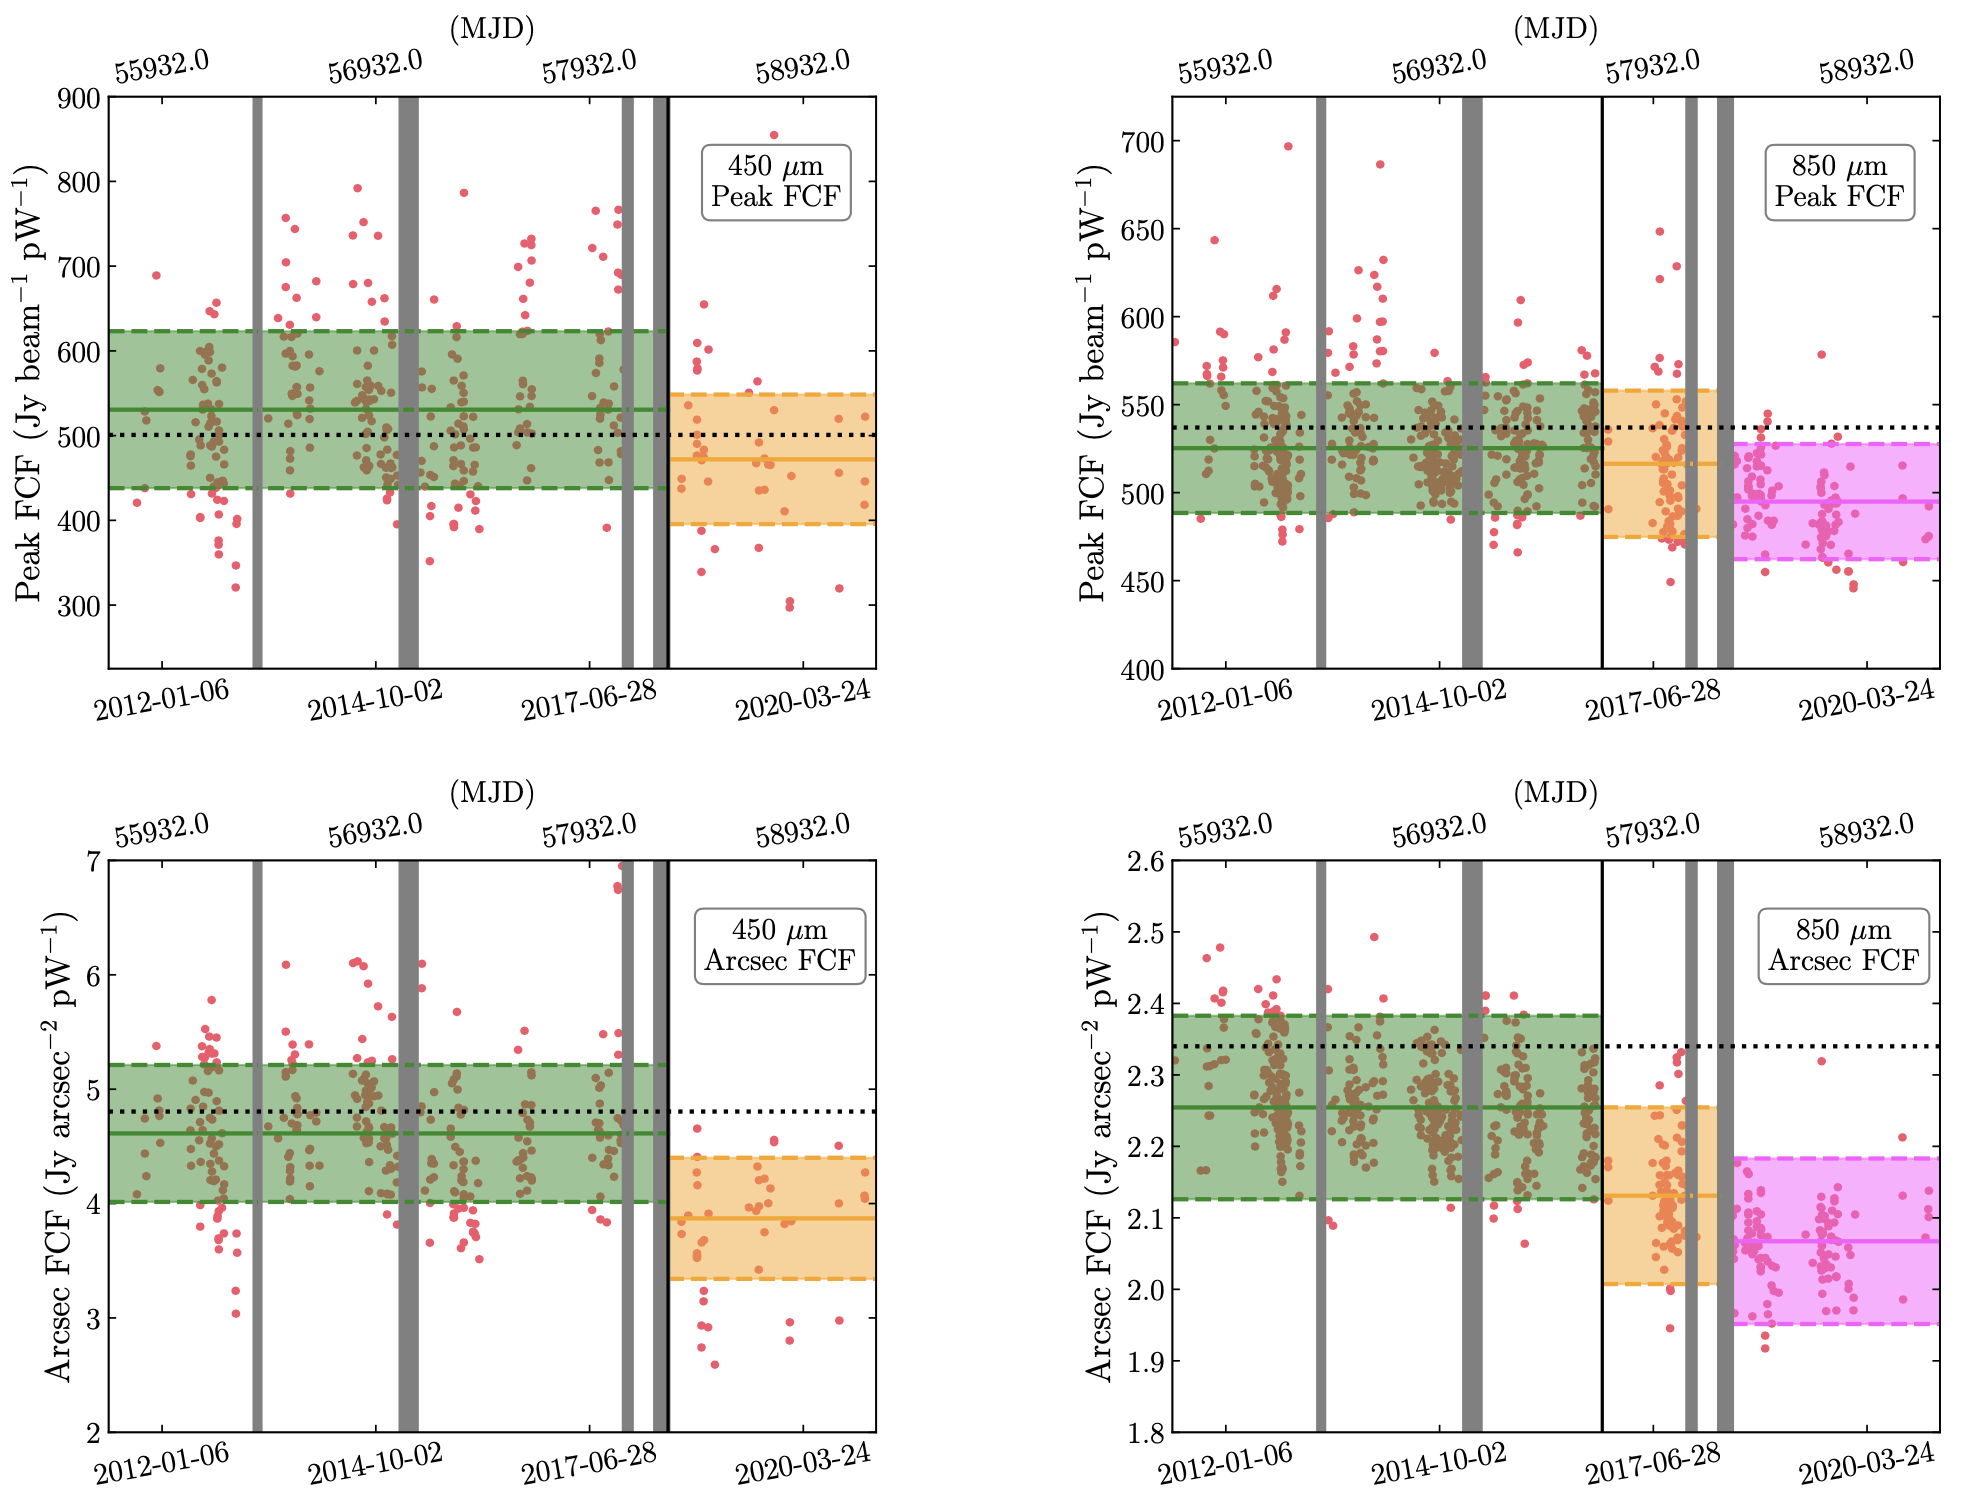 (MJD)
55932.0 56932.0 57932.0 58932.0
900
800
700
600
500
400
300
Peak FCF (Jy beam⁻¹ pW⁻¹)
450 μm
Peak FCF
2012-01-06 2014-10-02 2017-06-28 2020-03-24
(MJD)
55932.0 56932.0 57932.0 58932.0
700
650
600
550
500
450
400
Peak FCF (Jy beam⁻¹ pW⁻¹)
850 μm
Peak FCF
2012-01-06 2014-10-02 2017-06-28 2020-03-24
(MJD)
55932.0 56932.0 57932.0 58932.0
7
6
5
4
3
2
Arcsec FCF (Jy arcsec⁻² pW⁻¹)
450 μm
Arcsec FCF
2012-01-06 2014-10-02 2017-06-28 2020-03-24
(MJD)
55932.0 56932.0 57932.0 58932.0
2.6
2.5
2.4
2.3
2.2
2.1
2.0
1.9
1.8
Arcsec FCF (Jy arcsec⁻² pW⁻¹)
850 μm
Arcsec FCF
2012-01-06 2014-10-02 2017-06-28 2020-03-24